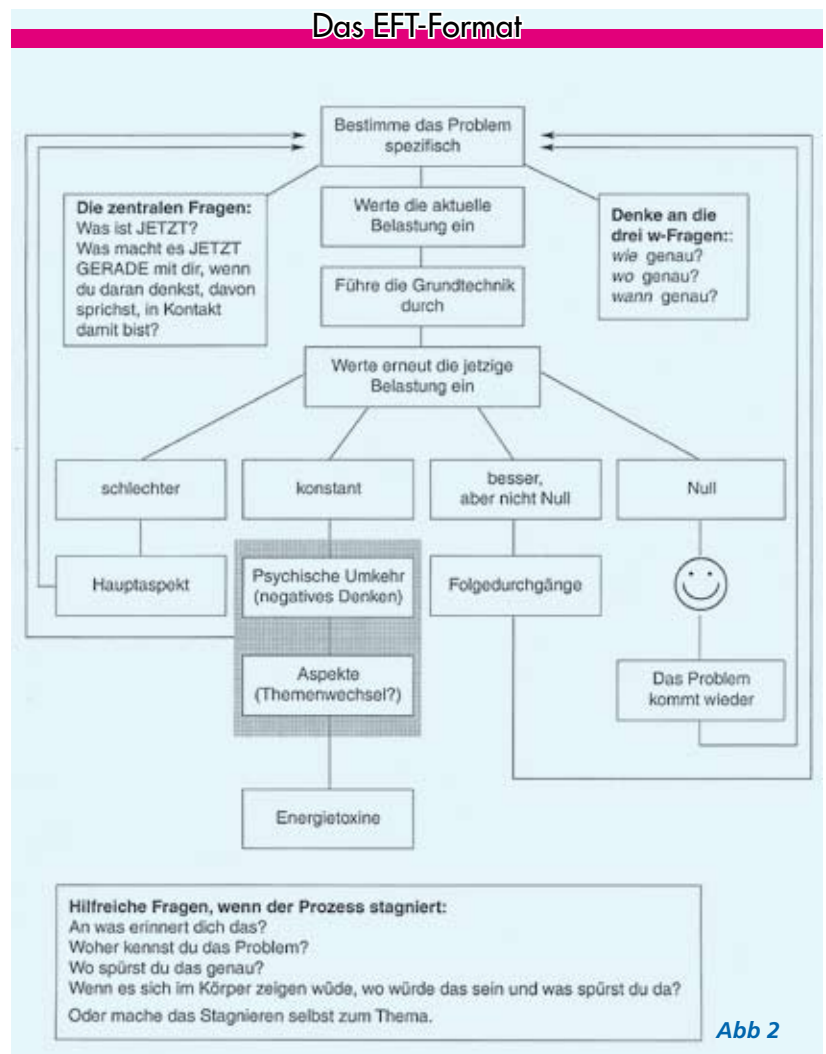 Das EFT-Format
Bestimme das Problem
spezifisch
Die zentralen Fragen:
Was ist JETZT?
Was macht es JETZT
GERADE mit dir, wenn
du daran denkst, davon
sprichst, in Kontakt
damit bist?
Werte die aktuelle
Belastung ein
Denke an die
drei w-Fragen::
wie genau?
wo genau?
wann genau?
Führe die Grundtechnik
durch
Werte erneut die jetzige
Belastung ein
schlechter
konstant
besser,
aber nicht Null
Null
Hauptaspekt
Psychische Umkehr
(negatives Denken)
Folgedurchgänge
Aspekte
(Themenwechsel?)
Das Problem
kommt wieder
Energietoxine
Hilfreiche Fragen, wenn der Prozess stagniert:
An was erinnert dich das?
Woher kennst du das Problem?
Wo spürst du das genau?
Wenn es sich im Körper zeigen wüde, wo würde das sein und was spürst du da?
Oder mache das Stagnieren selbst zum Thema.
Abb 2